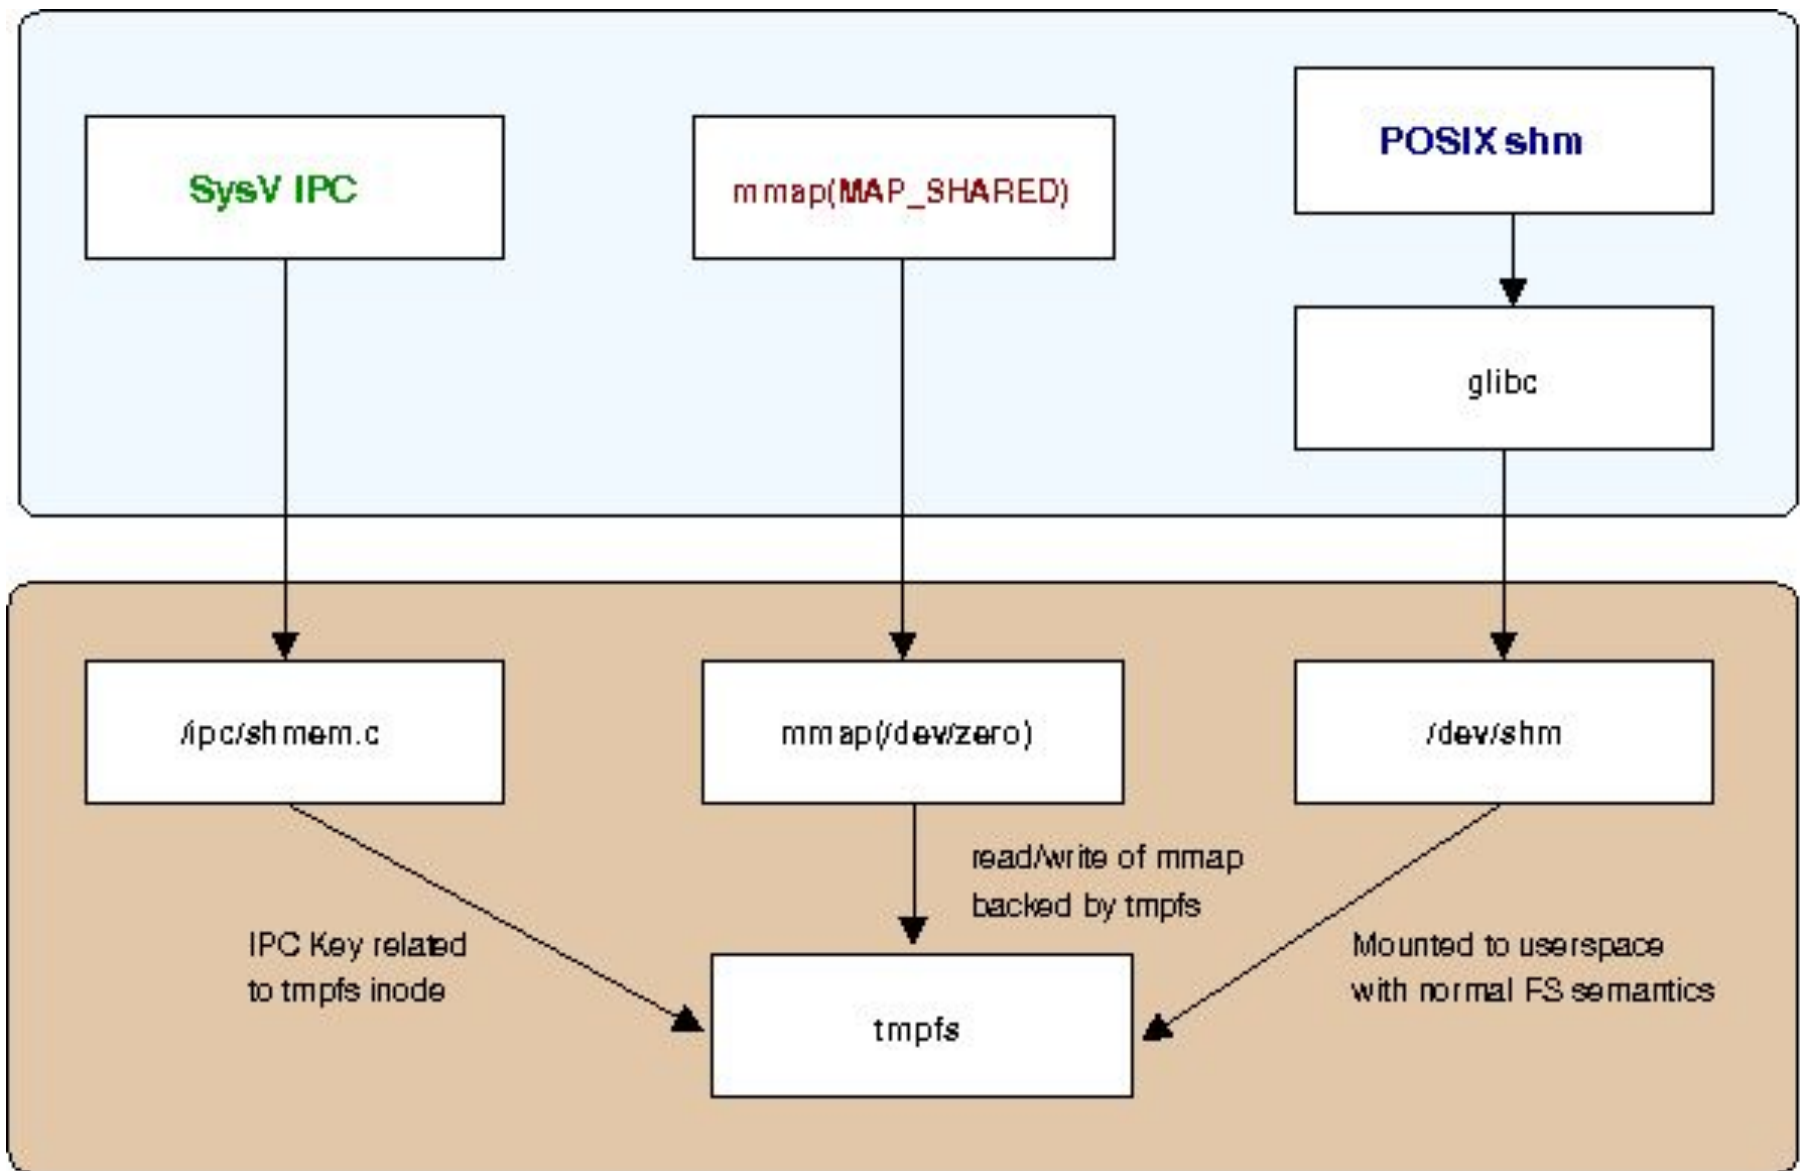 SysV IPC
mmap(MAP_SHARED)
POSIX shm
glibc
/ipc/shmem.c
mmap(/dev/zero)
/dev/shm
read/write of mmap
backed by tmpfs
IPC Key related
to tmpfs inode
Mounted to userspace
with normal FS semantics
tmpfs